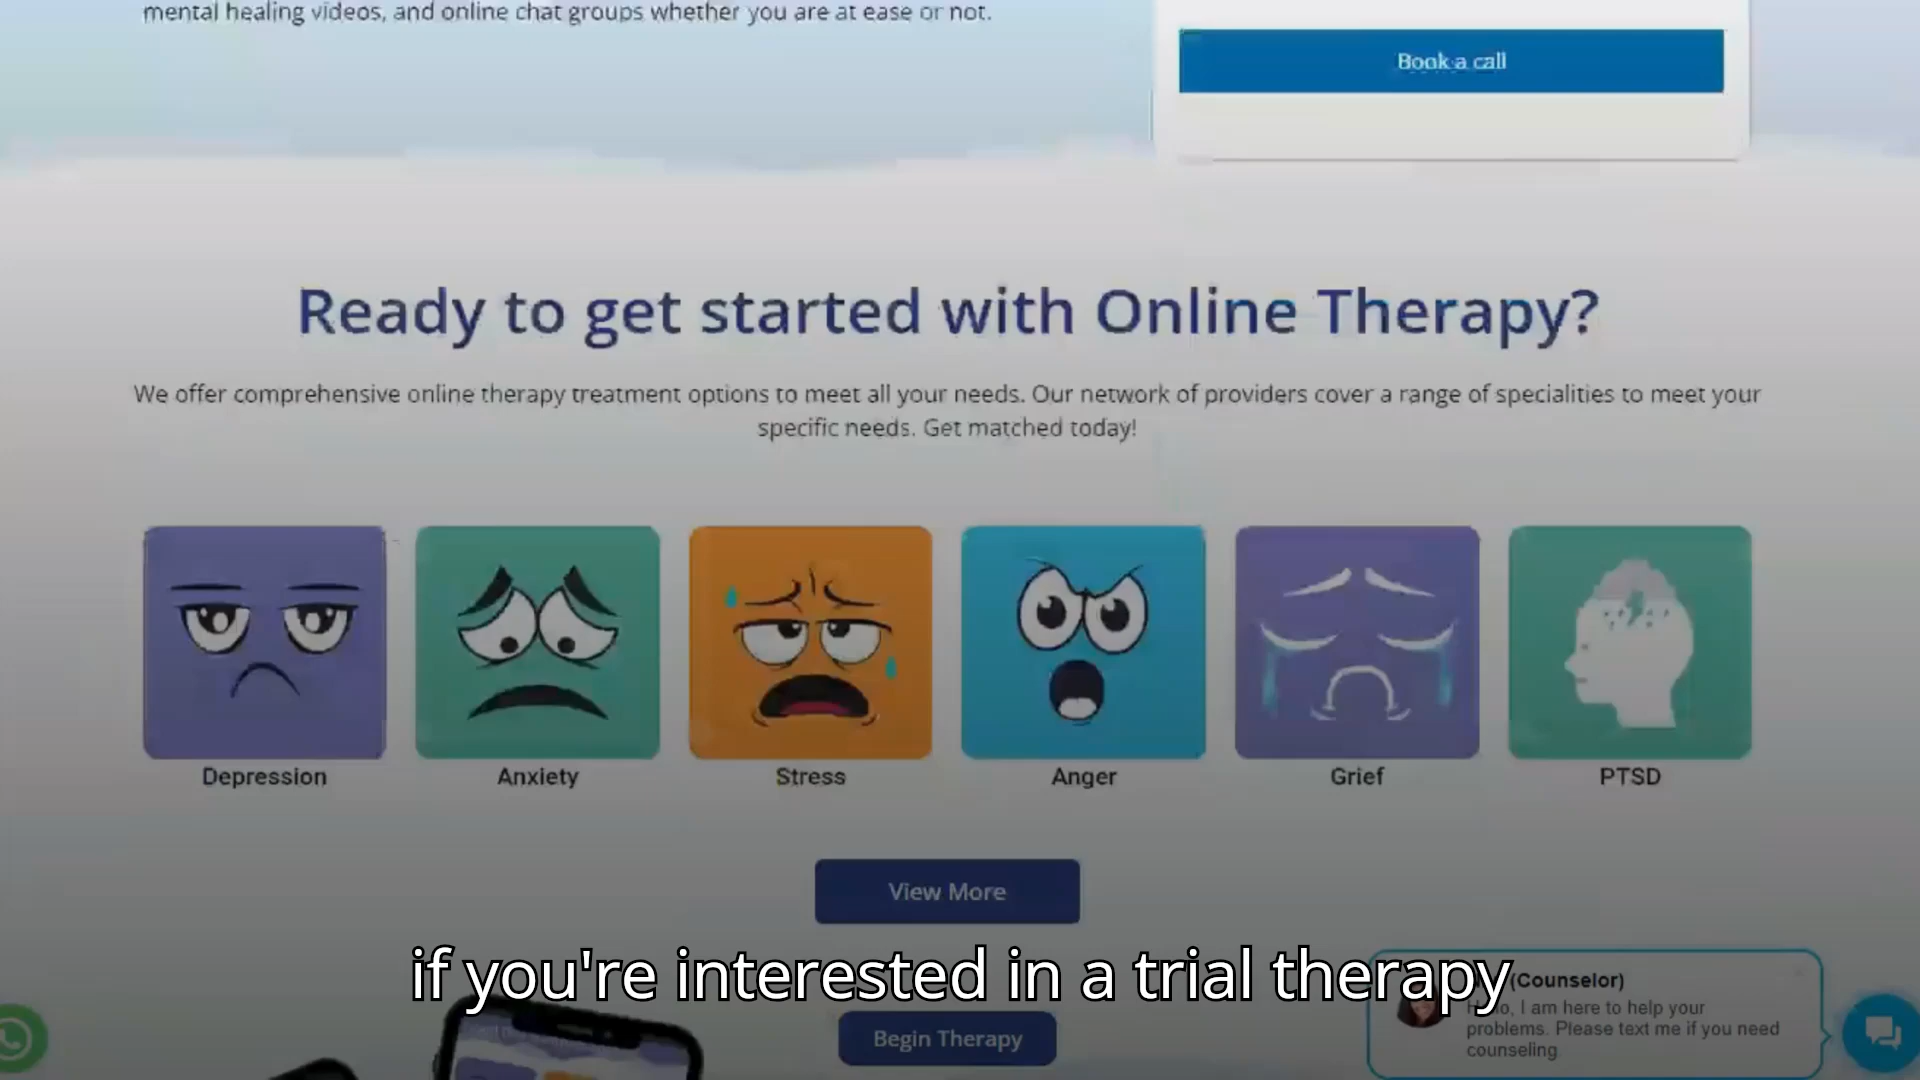 mental healing videos, and online chat groups whether you are at ease or not.
Book a call
Ready to get started with Online Therapy?
We offer comprehensive online therapy treatment options to meet all your needs. Our network of providers cover a range of specialities to meet your
specific needs. Get matched today!
Depression
Anxiety
Stress
Anger
Grief
PTSD
View More
if you're interested in a trial therapy
Begin Therapy
(Counselor)
I am here to help your
problems. Please text me if you need
counseling